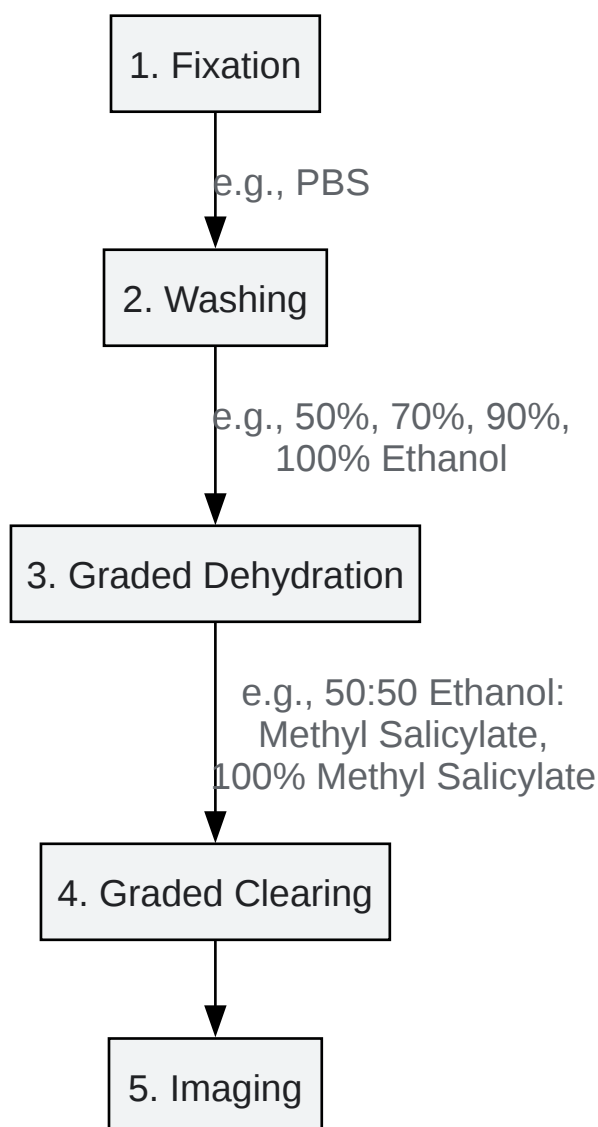 1. Fixation
e.g., PBS
2. Washing
e.g., 50%, 70%, 90%,
100% Ethanol
3. Graded Dehydration
e.g., 50:50 Ethanol:
Methyl Salicylate,
100% Methyl Salicylate
4. Graded Clearing
5. Imaging